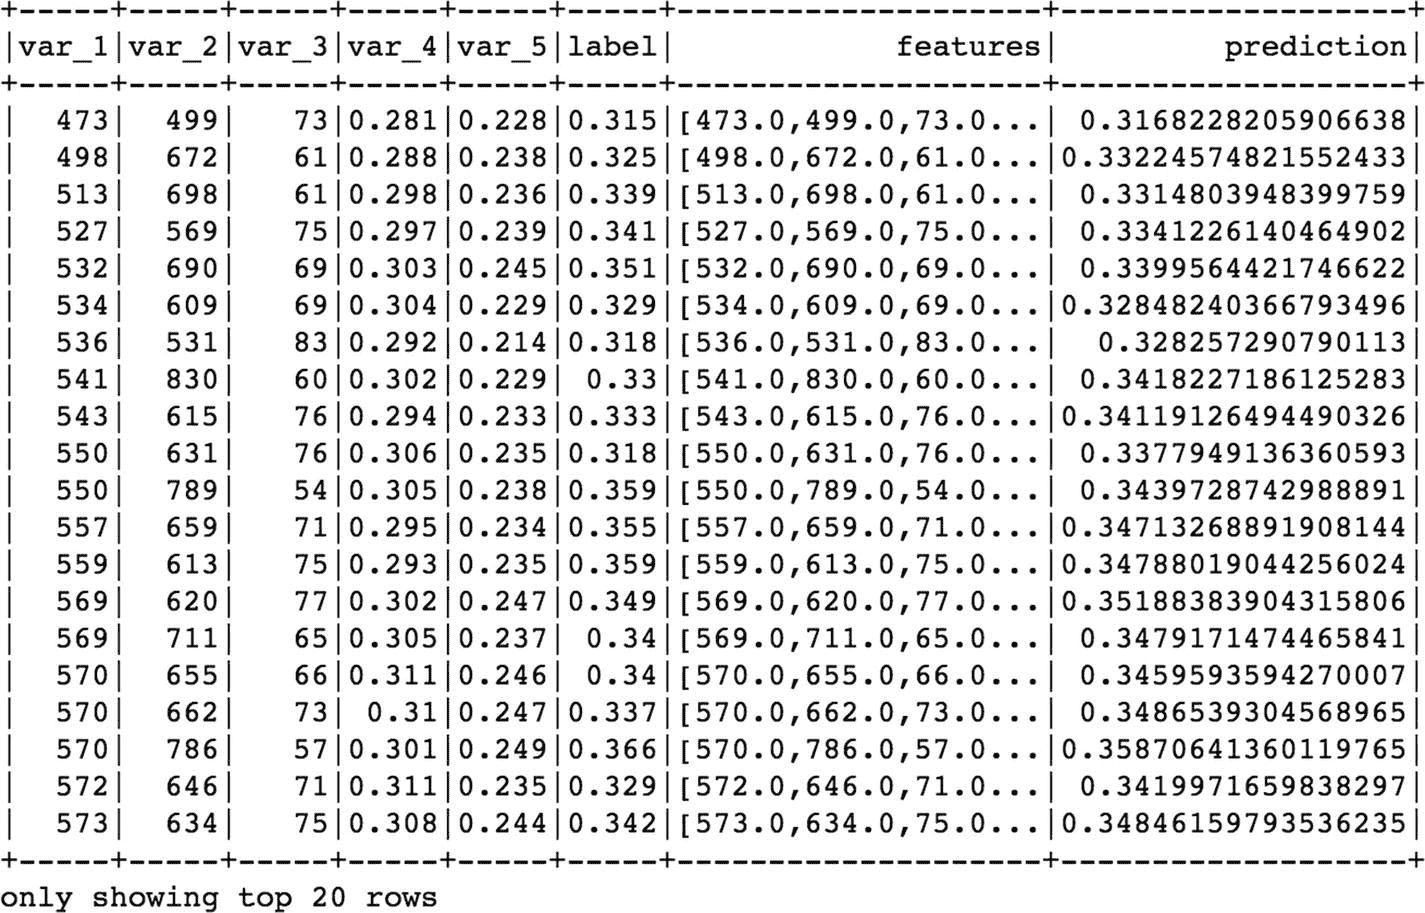 +-----+-----+-----+-----+-----+-----+--------------------+-------------------+
|var_1|var_2|var_3|var_4|var_5|label|            features|         prediction|
+-----+-----+-----+-----+-----+-----+--------------------+-------------------+
|  473|  499|   73|0.281|0.228|0.315|[473.0,499.0,73.0...| 0.3168228205906638|
|  498|  672|   61|0.288|0.238|0.325|[498.0,672.0,61.0...|0.33224574821552433|
|  513|  698|   61|0.298|0.236|0.339|[513.0,698.0,61.0...| 0.3314803948399759|
|  527|  569|   75|0.297|0.239|0.341|[527.0,569.0,75.0...| 0.3341226140464902|
|  532|  690|   69|0.303|0.245|0.351|[532.0,690.0,69.0...| 0.3399564421746622|
|  534|  609|   69|0.304|0.229|0.329|[534.0,609.0,69.0...|0.32848240366793496|
|  536|  531|   83|0.292|0.214|0.318|[536.0,531.0,83.0...|  0.328257290790113|
|  541|  830|   60|0.302|0.229| 0.33|[541.0,830.0,60.0...| 0.3418227186125283|
|  543|  615|   76|0.294|0.233|0.333|[543.0,615.0,76.0...|0.34119126494490326|
|  550|  631|   76|0.306|0.235|0.318|[550.0,631.0,76.0...| 0.3377949136360593|
|  550|  789|   54|0.305|0.238|0.359|[550.0,789.0,54.0...| 0.3439728742988891|
|  557|  659|   71|0.295|0.234|0.355|[557.0,659.0,71.0...|0.34713268891908144|
|  559|  613|   75|0.293|0.235|0.359|[559.0,613.0,75.0...|0.34788019044256024|
|  569|  620|   77|0.302|0.247|0.349|[569.0,620.0,77.0...|0.35188383904315806|
|  569|  711|   65|0.305|0.237| 0.34|[569.0,711.0,65.0...| 0.3479171474465841|
|  570|  655|   66|0.311|0.246| 0.34|[570.0,655.0,66.0...| 0.3459593594270007|
|  570|  662|   73| 0.31|0.247|0.337|[570.0,662.0,73.0...| 0.3486539304568965|
|  570|  786|   57|0.301|0.249|0.366|[570.0,786.0,57.0...|0.35870641360119765|
|  572|  646|   71|0.311|0.235|0.329|[572.0,646.0,71.0...|0.3419971659838297|
|  573|  634|   75|0.308|0.244|0.342|[573.0,634.0,75.0...|0.34846159793536235|
+-----+-----+-----+-----+-----+-----+--------------------+-------------------+
only showing top 20 rows